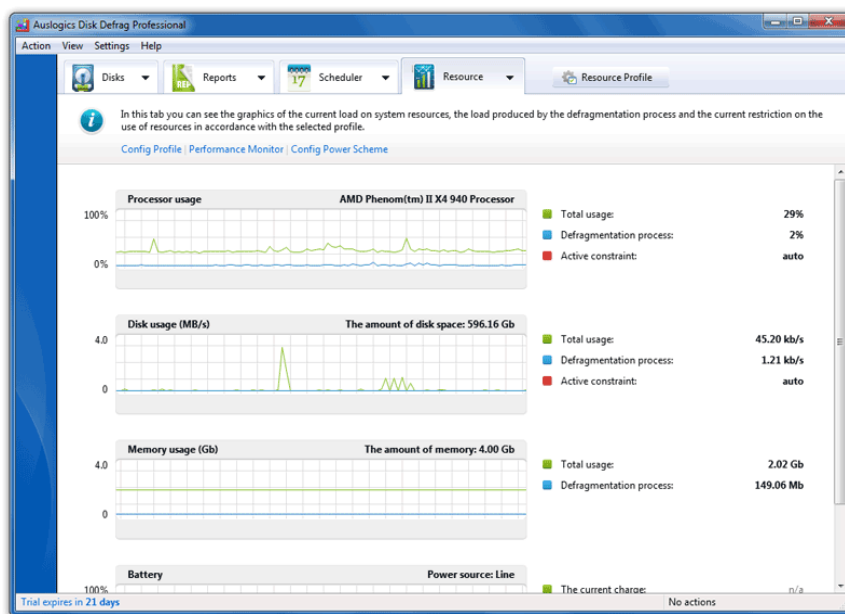 Auslogics Disk Defrag Professional
Action View Settings Help
Disks REP Reports 17 Scheduler Resource Resource Profile
In this tab you can see the graphics of the current load on system resources, the load produced by the defragmentation process and the current restriction on the
use of resources in accordance with the selected profile.
Config Profile | Performance Monitor | Config Power Scheme
Processor usage AMD Phenom(tm) II X4 940 Processor
100%
0%
Total usage: 29%
Defragmentation process: 2%
Active constraint: auto
Disk usage (MB/s) The amount of disk space: 596.16 Gb
4.0
0
Total usage: 45.20 kb/s
Defragmentation process: 1.21 kb/s
Active constraint: auto
Memory usage (Gb) The amount of memory: 4.00 Gb
4.0
0
Total usage: 2.02 Gb
Defragmentation process: 149.06 Mb
Battery Power source: Line
100%
The current charge: n/a
Trial expires in 21 days No actions